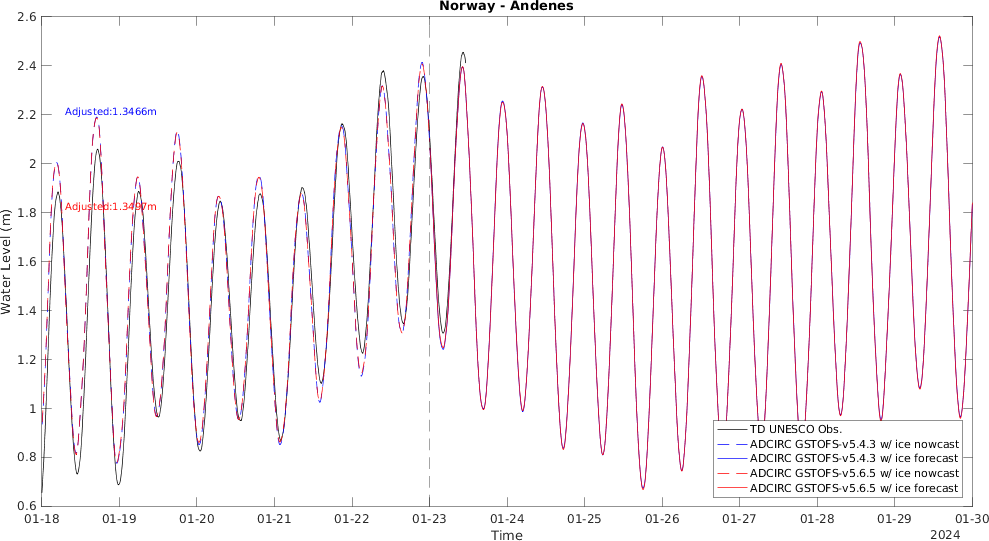 Norway - Andenes
Water Level (m)
2.6
2.4
2.2
2
1.8
1.6
1.4
1.2
1
0.8
0.6
Adjusted:1.3466m
Adjusted:1.3497m
TD UNESCO Obs.
ADCIRC GSTOFS-v5.4.3 w/ ice nowcast
ADCIRC GSTOFS-v5.4.3 w/ ice forecast
ADCIRC GSTOFS-v5.6.5 w/ ice nowcast
ADCIRC GSTOFS-v5.6.5 w/ ice forecast
01-18 01-19 01-20 01-21 01-22 01-23 01-24 01-25 01-26 01-27 01-28 01-29 01-30
Time
2024